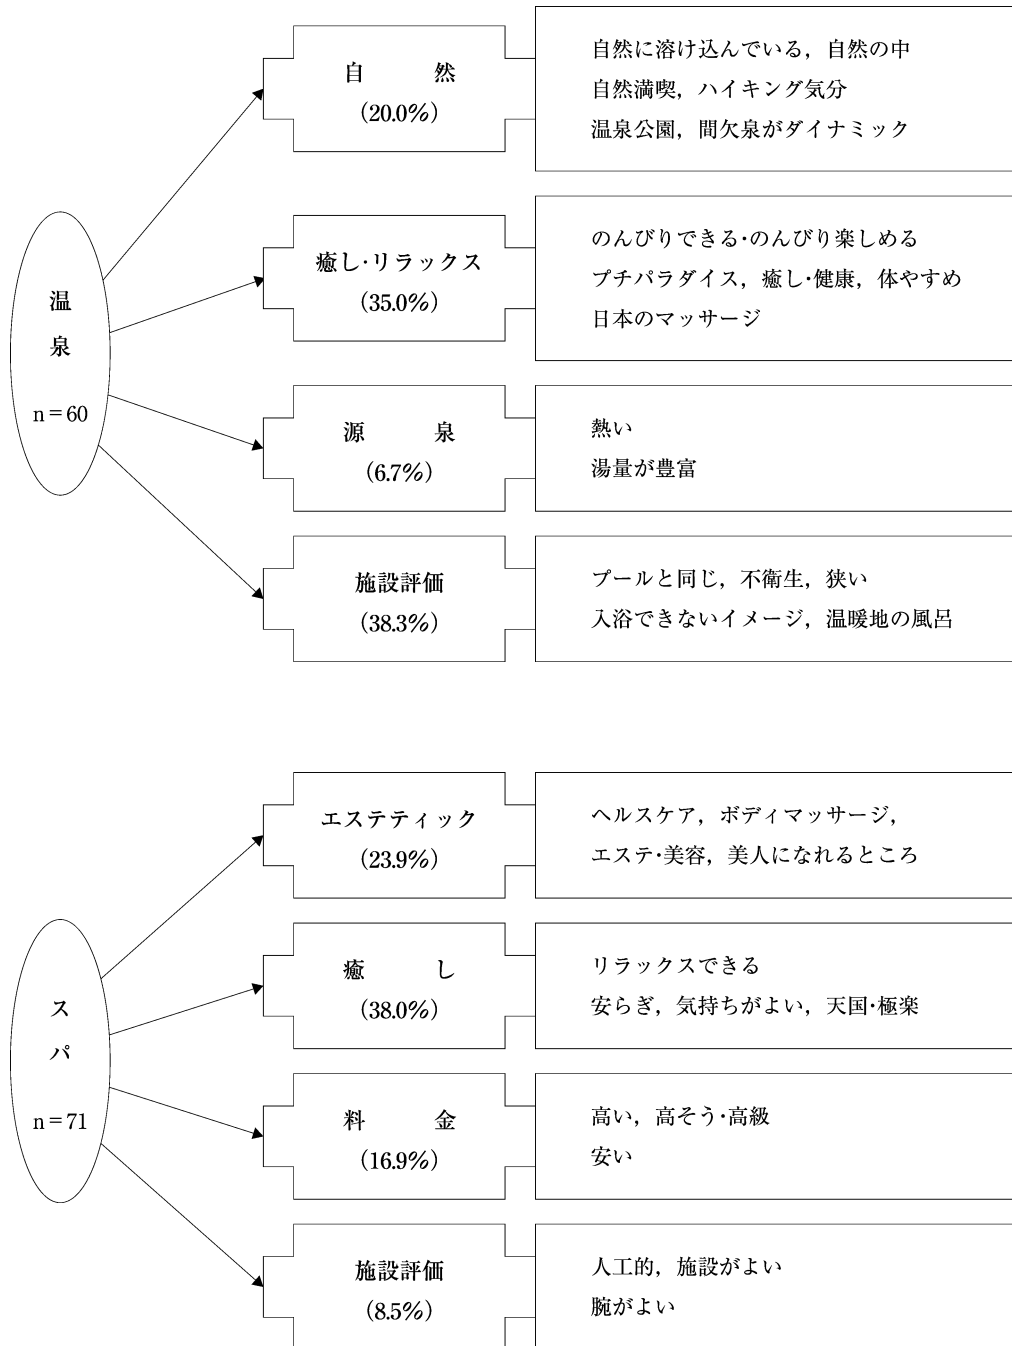 温
泉
n=60
自 然
(20.0%)
自然に溶け込んでいる，自然の中
自然満喫，ハイキング気分
温泉公園，間欠泉がダイナミック
癒し・リラックス
(35.0%)
のんびりできる・のんびり楽しめる
プチパラダイス，癒し・健康，体やすめ
日本のマッサージ
源 泉
(6.7%)
熱い
湯量が豊富
施設評価
(38.3%)
プールと同じ，不衛生，狭い
入浴できないイメージ，温暖地の風呂
ス
パ
n=71
エステティック
(23.9%)
ヘルスケア，ボディマッサージ，
エステ・美容，美人になれるところ
癒 し
(38.0%)
リラックスできる
安らぎ，気持ちがよい，天国・極楽
料 金
(16.9%)
高い，高そう・高級
安い
施設評価
(8.5%)
人工的，施設がよい
腕がよい